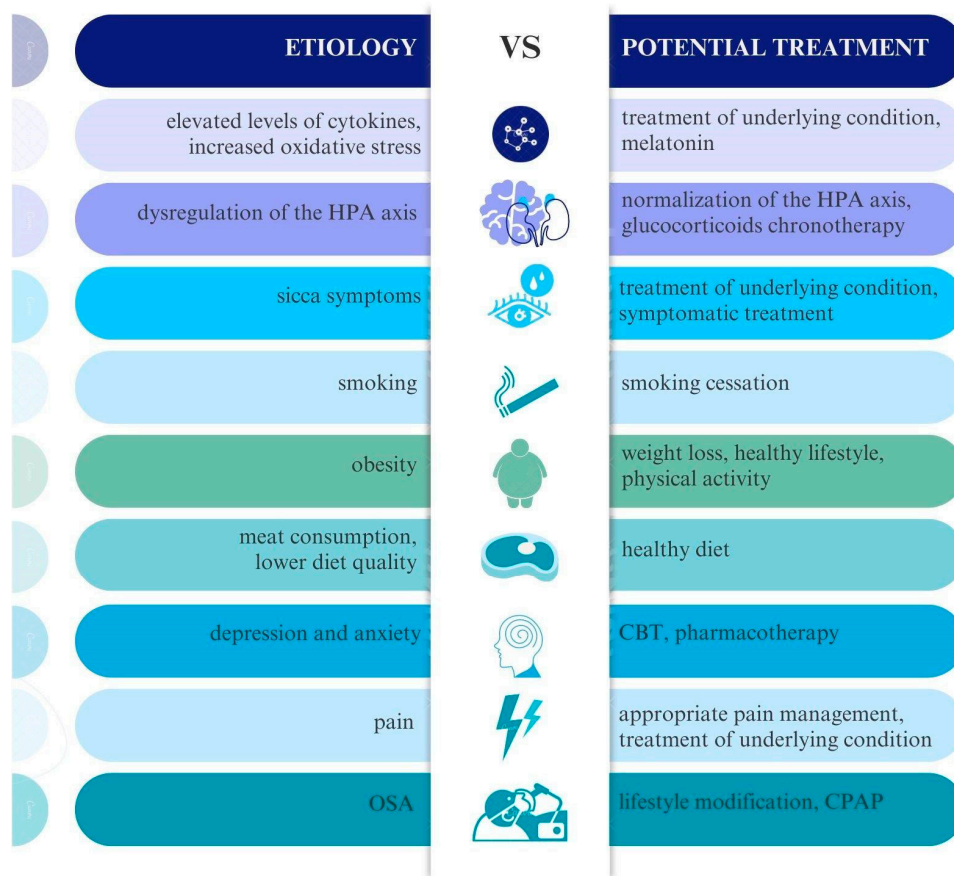 ETIOLOGY VS POTENTIAL TREATMENT
elevated levels of cytokines,
increased oxidative stress
treatment of underlying condition,
melatonin
dysregulation of the HPA axis
normalization of the HPA axis,
glucocorticoids chronotherapy
sicca symptoms
treatment of underlying condition,
symptomatic treatment
smoking
smoking cessation
obesity
weight loss, healthy lifestyle,
physical activity
meat consumption,
lower diet quality
healthy diet
depression and anxiety
CBT, pharmacotherapy
pain
appropriate pain management,
treatment of underlying condition
OSA
lifestyle modification, CPAP